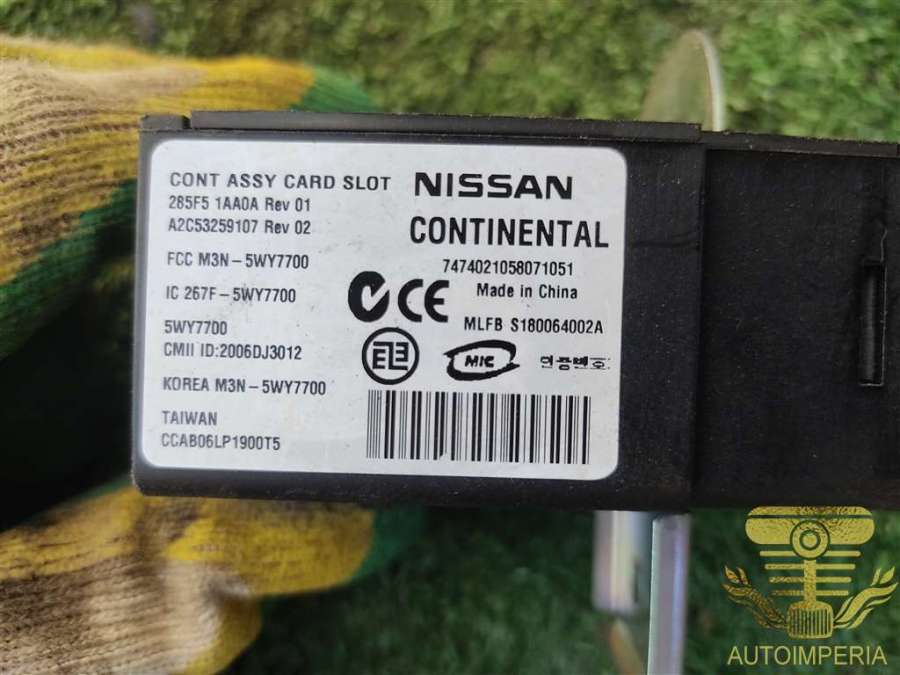 CONT ASSY CARD SLOT
NISSAN
285F5 1AA0A Rev 01
A2C53259107 Rev 02
CONTINENTAL
FCC M3N-5WY7700
7474021058071051
IC 267F-5WY7700
CE
Made in China
5WY7700
MLFB S180064002A
CMII ID:2006DJ3012
MIC
인증번호:
KOREA M3N-5WY7700
TAIWAN
CCAB06LP1900T5
AUTOIMPERIA